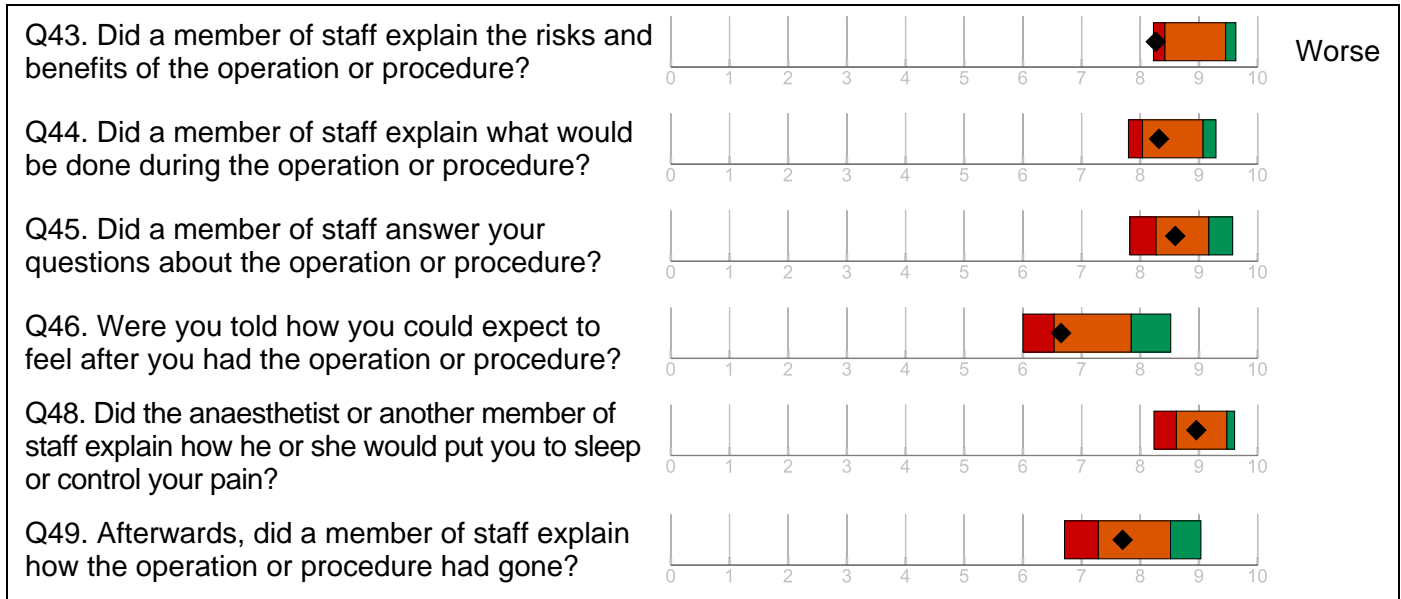 Q43. Did a member of staff explain the risks and
benefits of the operation or procedure?
Worse
0 1 2 3 4 5 6 7 8 9 10
Q44. Did a member of staff explain what would
be done during the operation or procedure?
0 1 2 3 4 5 6 7 8 9 10
Q45. Did a member of staff answer your
questions about the operation or procedure?
0 1 2 3 4 5 6 7 8 9 10
Q46. Were you told how you could expect to
feel after you had the operation or procedure?
0 1 2 3 4 5 6 7 8 9 10
Q48. Did the anaesthetist or another member of
staff explain how he or she would put you to sleep
or control your pain?
0 1 2 3 4 5 6 7 8 9 10
Q49. Afterwards, did a member of staff explain
how the operation or procedure had gone?
0 1 2 3 4 5 6 7 8 9 10